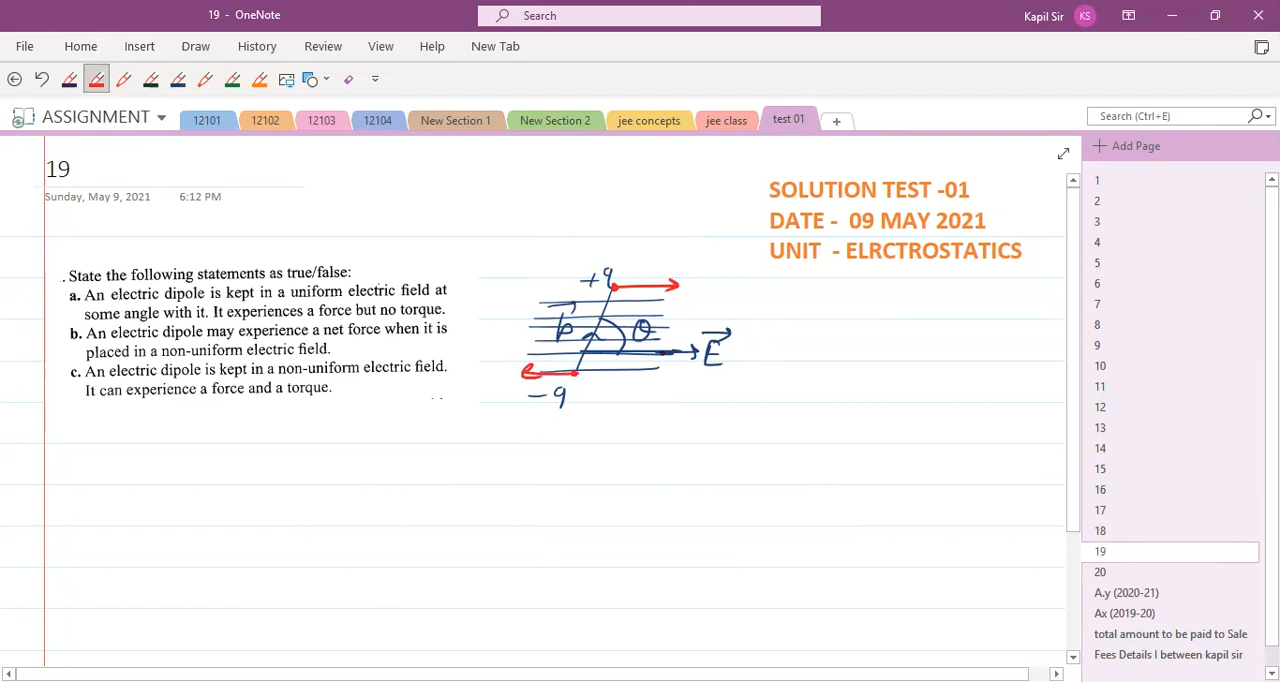 19 - OneNote
Search
Kapil Sir
KS
File
Home
Insert
Draw
History
Review
View
Help
New Tab
ASSIGNMENT
12101
12102
12103
12104
New Section 1
New Section 2
jee concepts
jee class
test 01
Search (Ctrl+E)
Add Page
19
Sunday, May 9, 2021
6:12 PM
SOLUTION TEST -01
DATE - 09 MAY 2021
UNIT - ELRCTROSTATICS
. State the following statements as true/false:
a. An electric dipole is kept in a uniform electric field at
some angle with it. It experiences a force but no torque.
b. An electric dipole may experience a net force when it is
placed in a non-uniform electric field.
c. An electric dipole is kept in a non-uniform electric field.
It can experience a force and a torque.
+q
θ
E
-q
1
2
3
4
5
6
7
8
9
10
11
12
13
14
15
16
17
18
19
20
A.y (2020-21)
Ax (2019-20)
total amount to be paid to Sale
Fees Details I between kapil sir